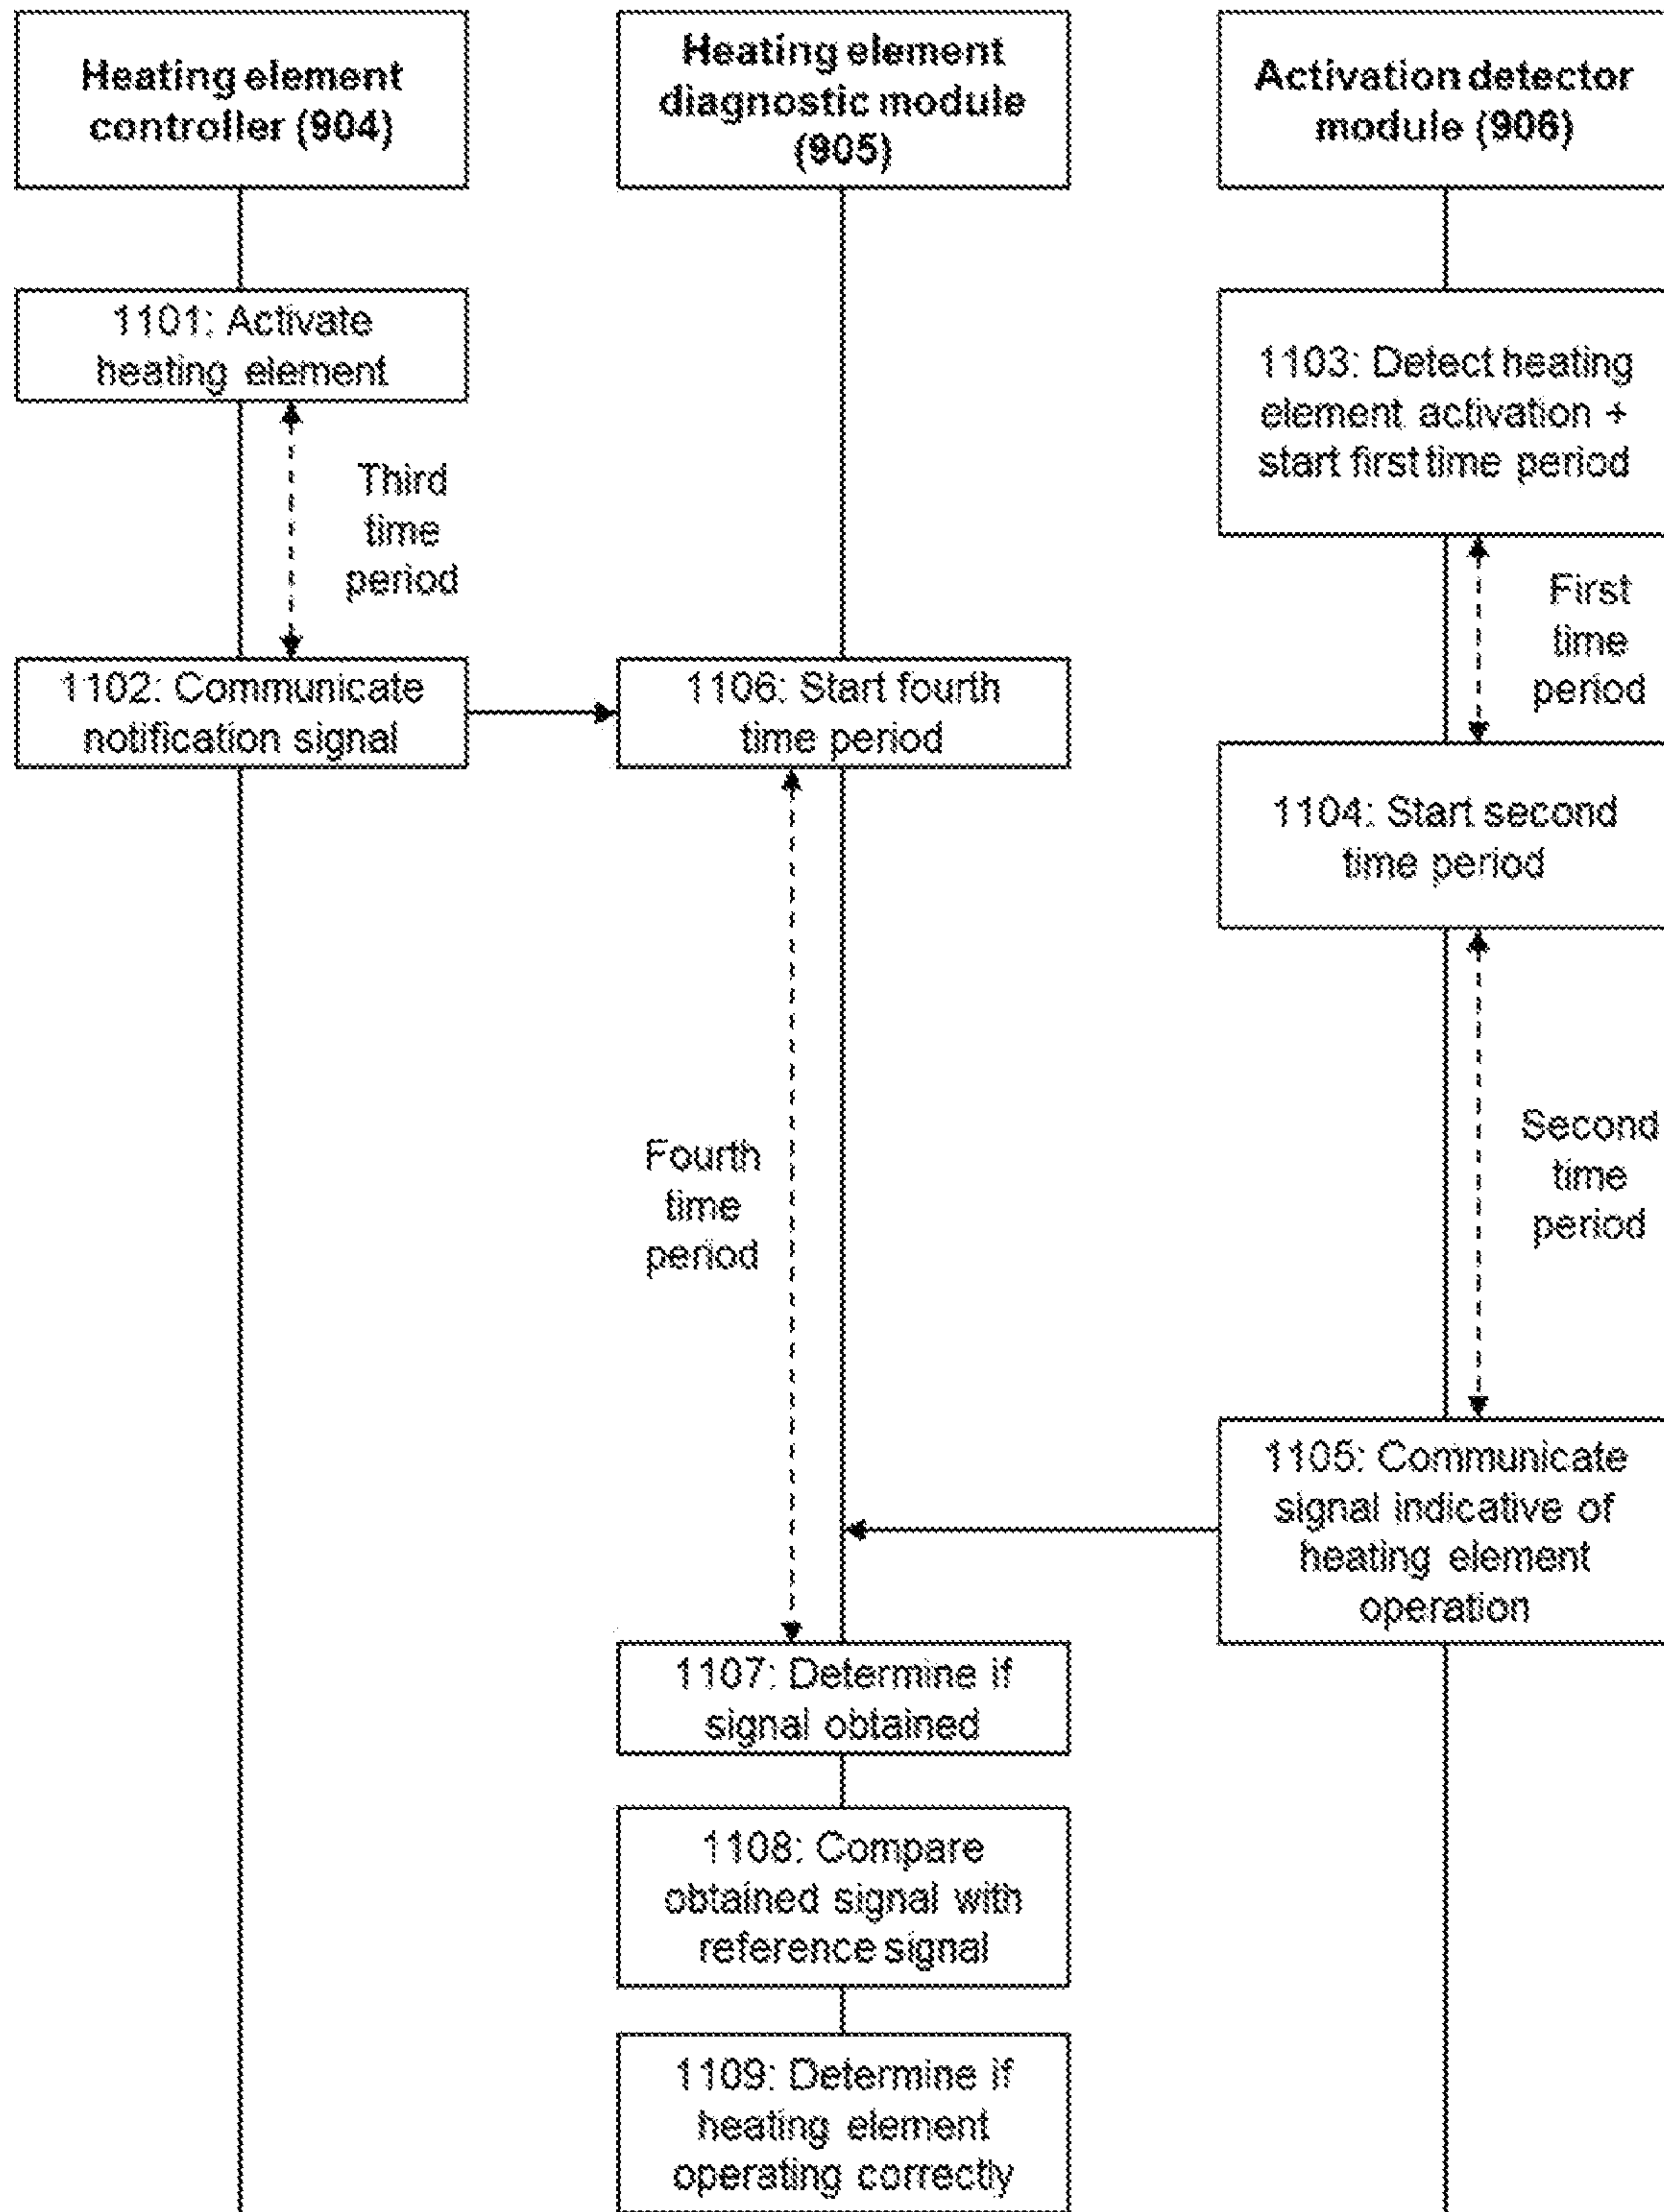 Heating element
controller (904)
Heating element
diagnostic module
(905)
Activation detector
module (906)
1101: Activate
heating element
1103: Detect heating
element activation +
start first time period
Third
time
period
First
time
period
1102: Communicate
notification signal
1106: Start fourth
time period
1104: Start second
time period
Fourth
time
period
Second
time
period
1105: Communicate
signal indicative of
heating element
operation
1107: Determine if
signal obtained
1108: Compare
obtained signal with
reference signal
1109: Determine if
heating element
operating correctly